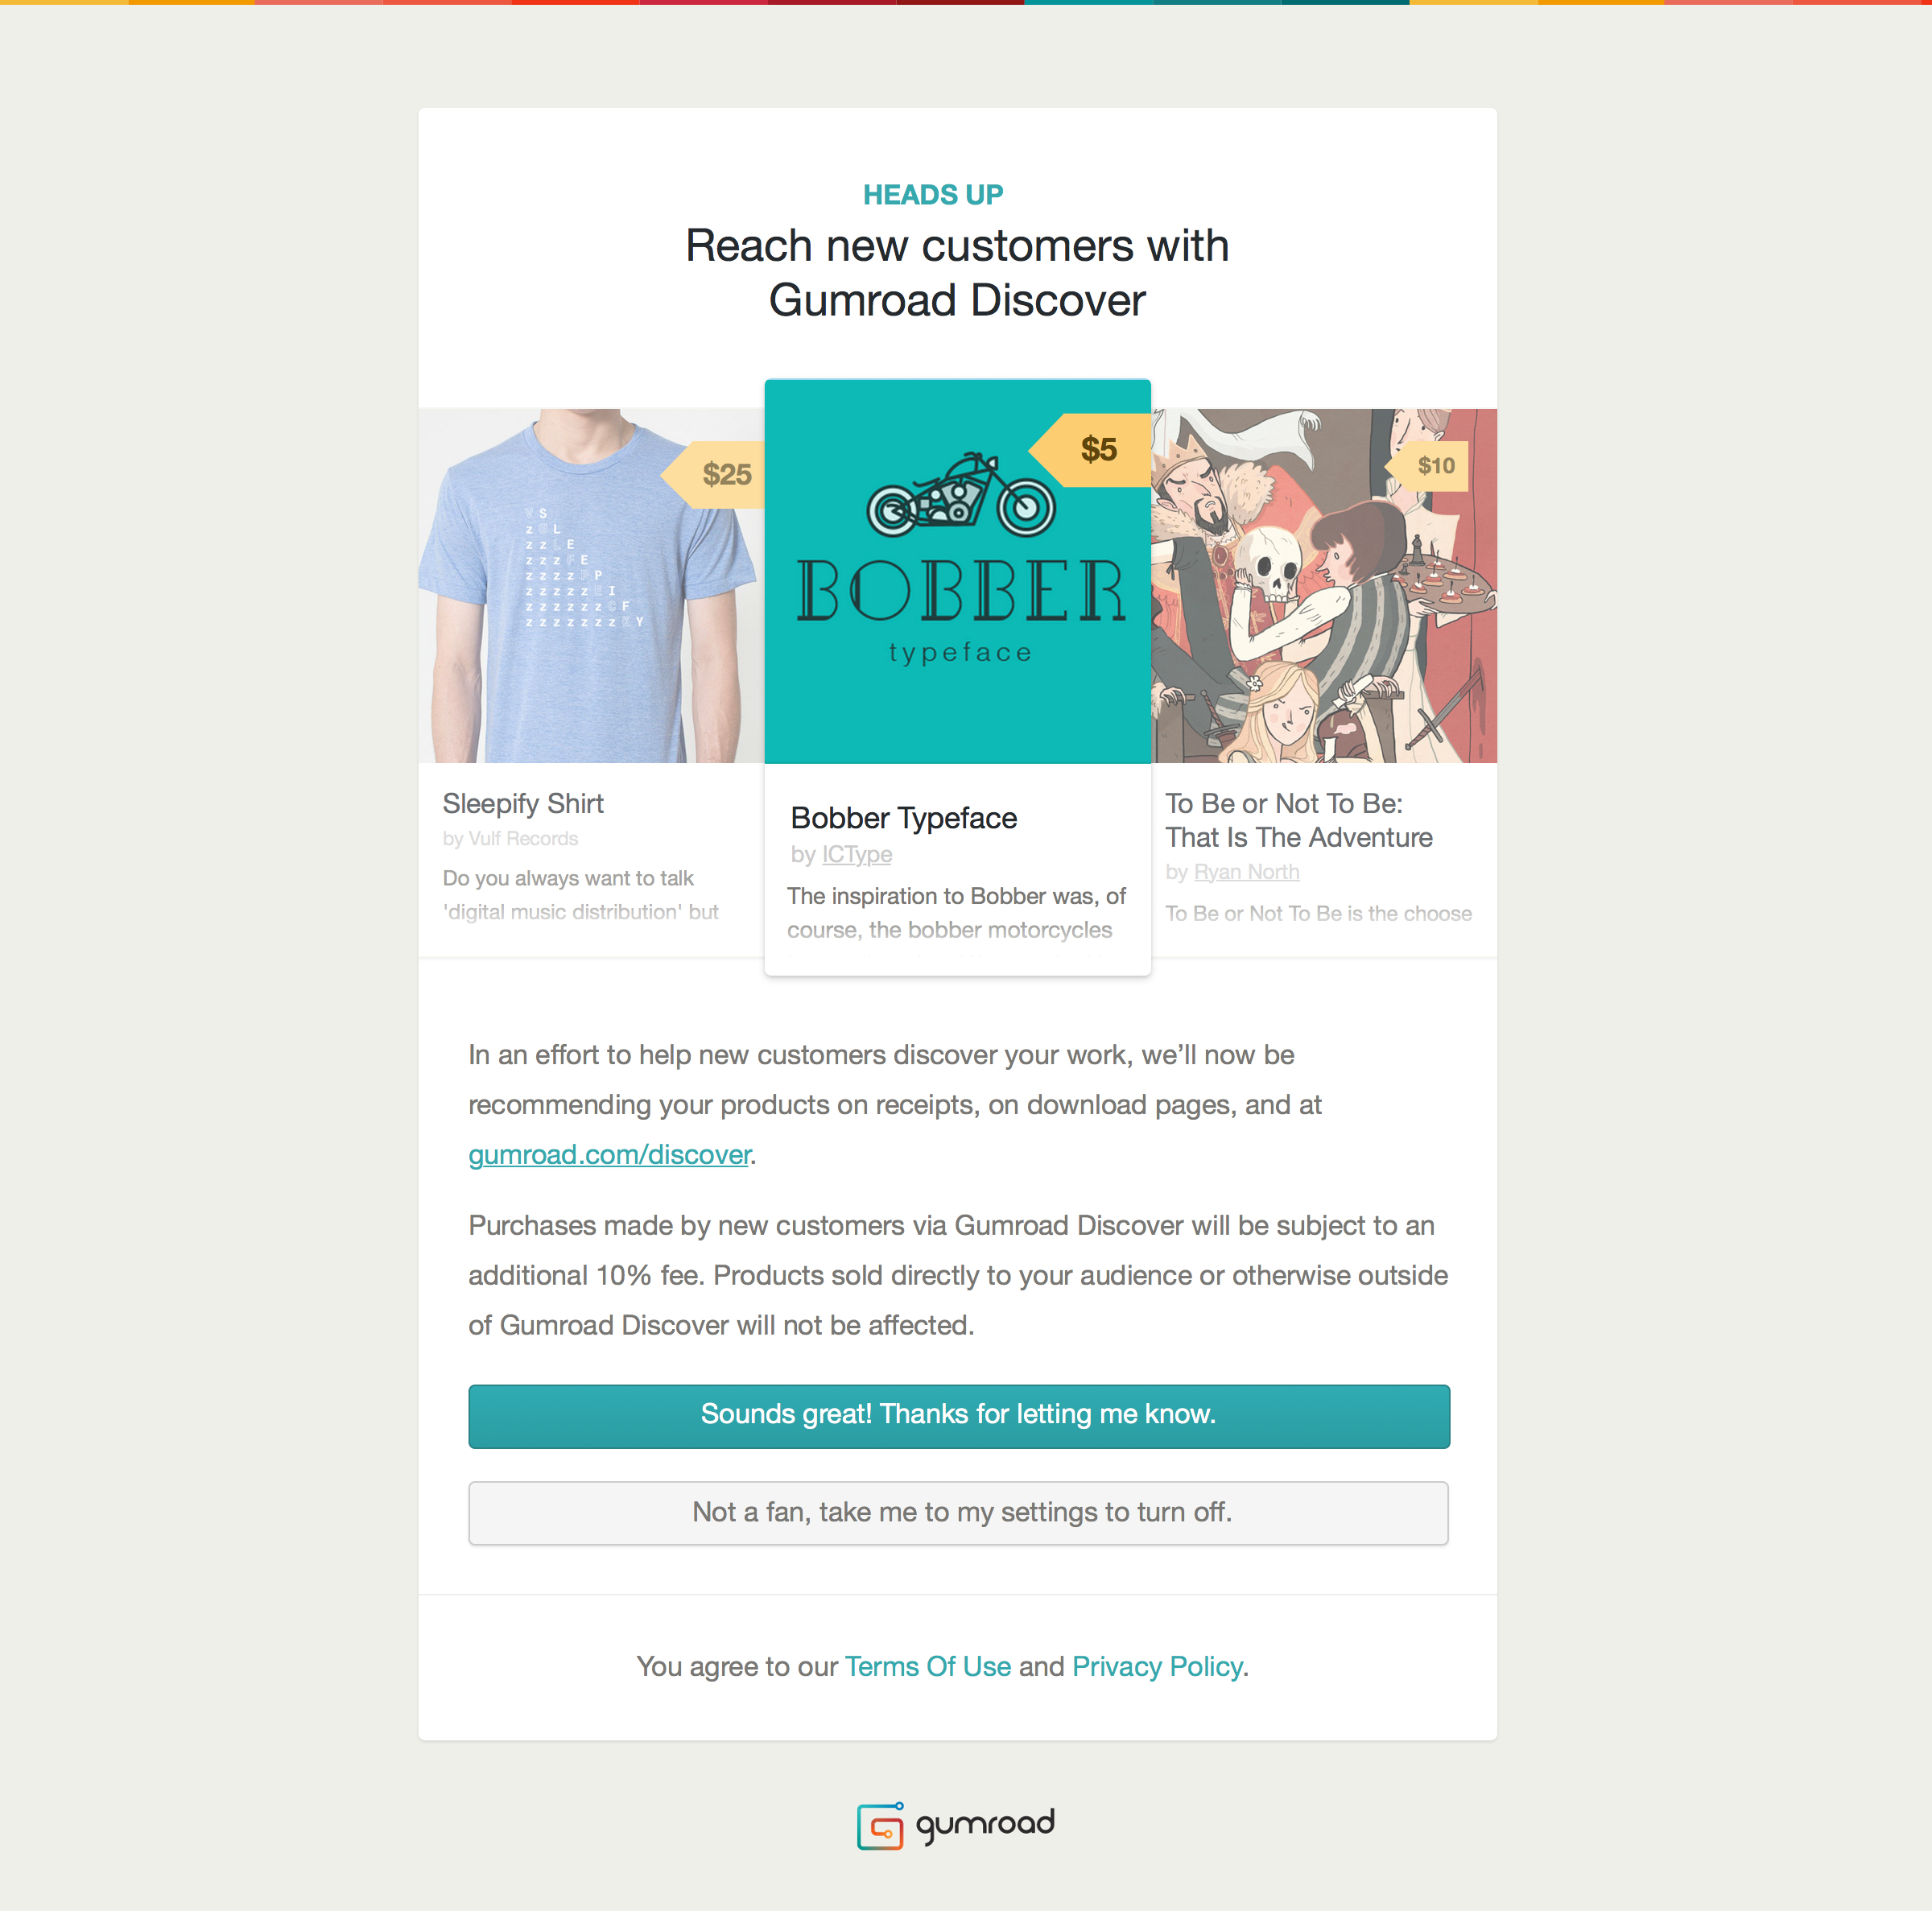 HEADS UP
Reach new customers with
Gumroad Discover
$25
V S
z U L
z z L E
z z z F E
z z z z P P
z z z z z E I
z z z z z z C F
z z z z z z z K Y
Sleepify Shirt
by Vulf Records
Do you always want to talk
'digital music distribution' but
$5
BOBBER
typeface
Bobber Typeface
by ICType
The inspiration to Bobber was, of
course, the bobber motorcycles
$10
To Be or Not To Be:
That Is The Adventure
by Ryan North
To Be or Not To Be is the choose
In an effort to help new customers discover your work, we’ll now be
recommending your products on receipts, on download pages, and at
gumroad.com/discover.
Purchases made by new customers via Gumroad Discover will be subject to an
additional 10% fee. Products sold directly to your audience or otherwise outside
of Gumroad Discover will not be affected.
Sounds great! Thanks for letting me know.
Not a fan, take me to my settings to turn off.
You agree to our Terms Of Use and Privacy Policy.
gumroad